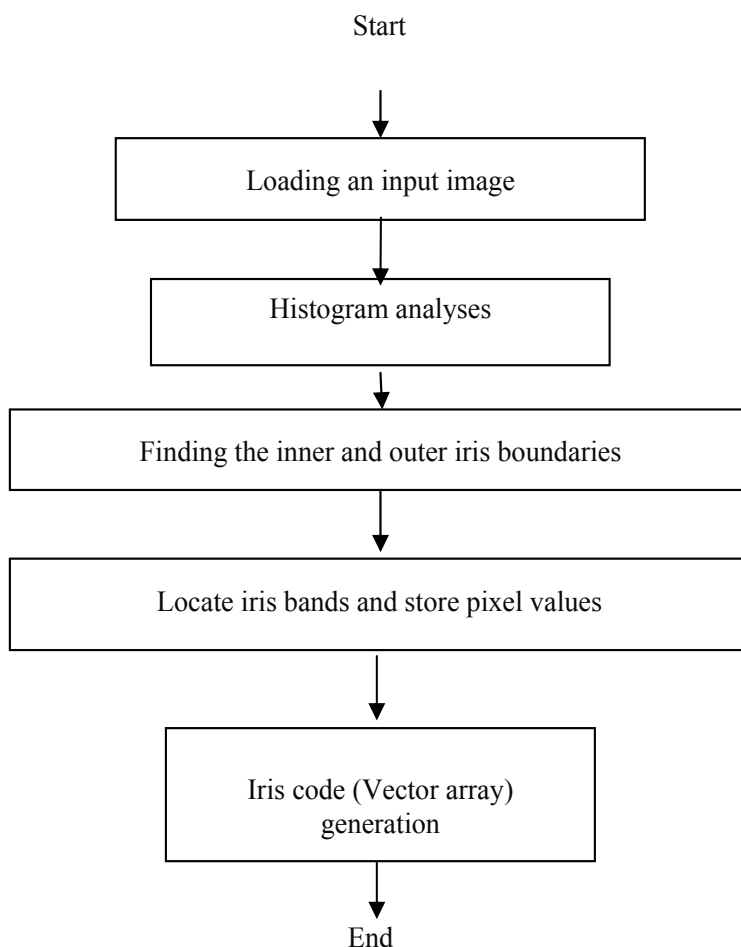 Start
Loading an input image
Histogram analyses
Finding the inner and outer iris boundaries
Locate iris bands and store pixel values
Iris code (Vector array)
generation
End